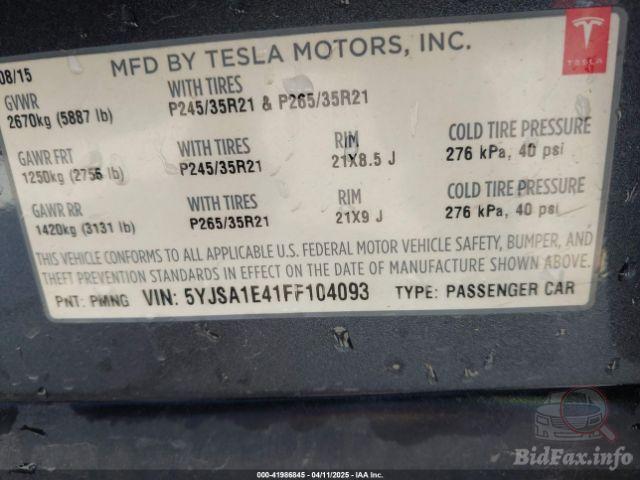 08/15
MFD BY TESLA MOTORS, INC.
TESLA
GVWR
2670kg (5887 lb)
WITH TIRES
P245/35R21 & P265/35R21
GAWR FRT
1250kg (2756 lb)
WITH TIRES
P245/35R21
RIM
21X8.5 J
COLD TIRE PRESSURE
276 kPa, 40 psi
GAWR RR
1420kg (3131 lb)
WITH TIRES
P265/35R21
RIM
21X9 J
COLD TIRE PRESSURE
276 kPa, 40 psi
THIS VEHICLE CONFORMS TO ALL APPLICABLE U.S. FEDERAL MOTOR VEHICLE SAFETY, BUMPER, AND
THEFT PREVENTION STANDARDS IN EFFECT ON THE DATE OF MANUFACTURE SHOWN ABOVE.
PNT: PMNG VIN: 5YJSA1E41FF104093 TYPE: PASSENGER CAR
BidFax.info
000-41986845 - 04/11/2025 - IAA Inc.